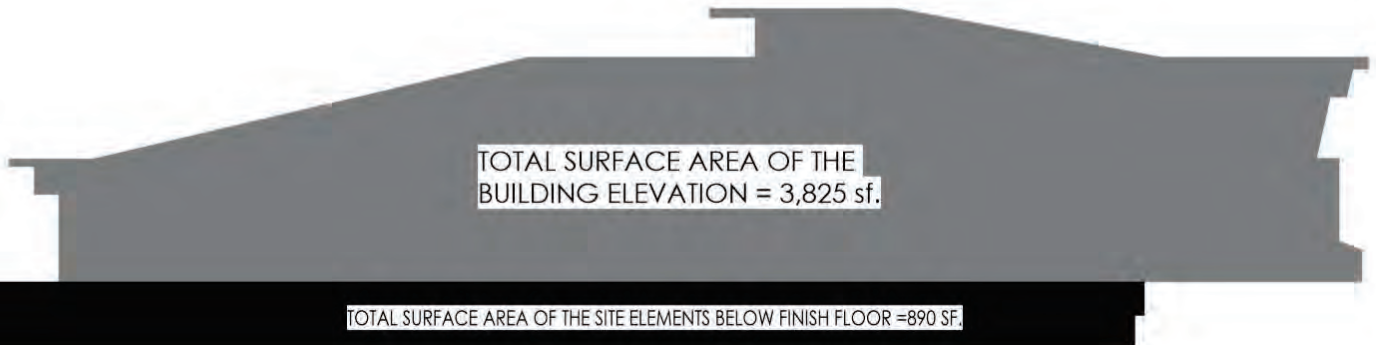 TOTAL SURFACE AREA OF THE
BUILDING ELEVATION = 3,825 sf.
TOTAL SURFACE AREA OF THE SITE ELEMENTS BELOW FINISH FLOOR =890 SF.